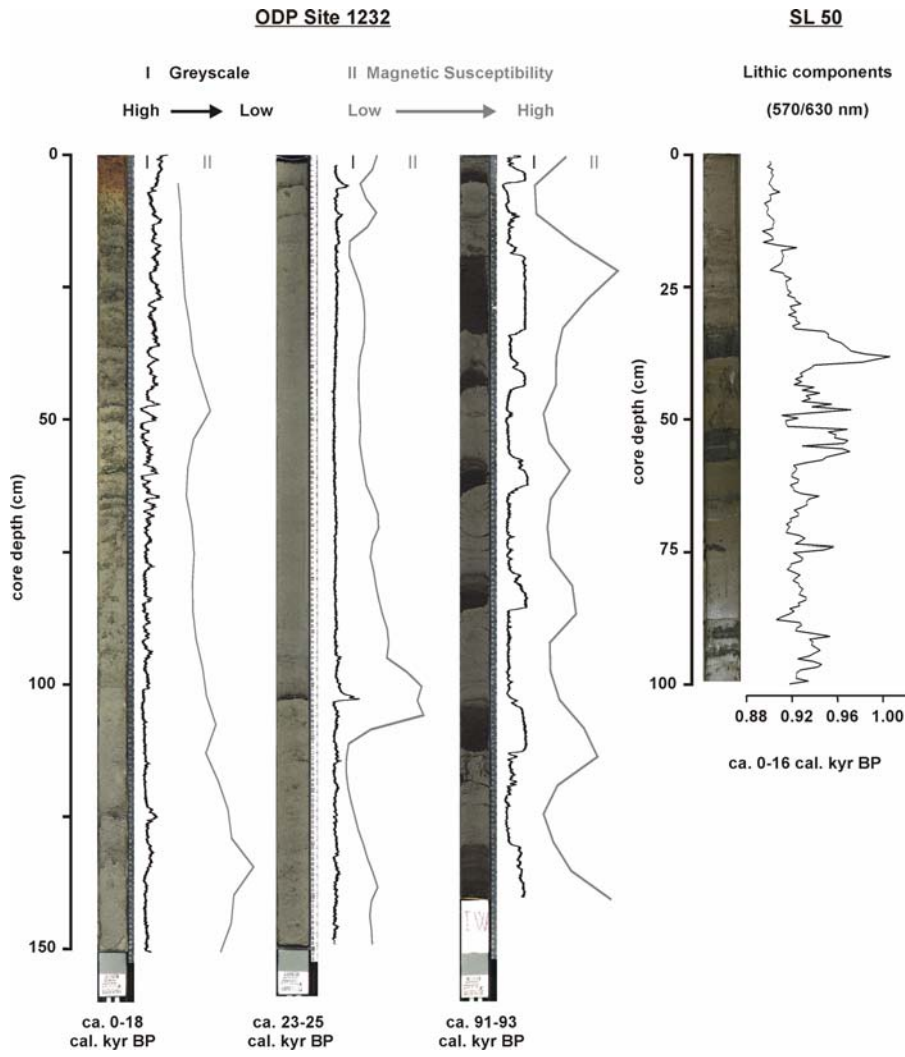 ODP Site 1232
SL 50
I Greyscale
II Magnetic Susceptibility
Lithic components
High Low
Low High
(570/630 nm)
0 I II I II I II 0
25
50
50
75
100
100
150
core depth (cm)
core depth (cm)
0.88 0.92 0.96 1.00
ca. 0-16 cal. kyr BP
IW
ca. 0-18
cal. kyr BP
ca. 23-25
cal. kyr BP
ca. 91-93
cal. kyr BP